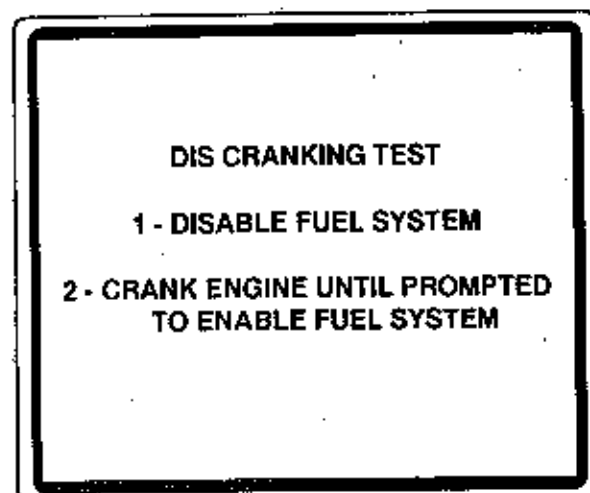 DIS CRANKING TEST
1 - DISABLE FUEL SYSTEM
2 - CRANK ENGINE UNTIL PROMPTED
TO ENABLE FUEL SYSTEM